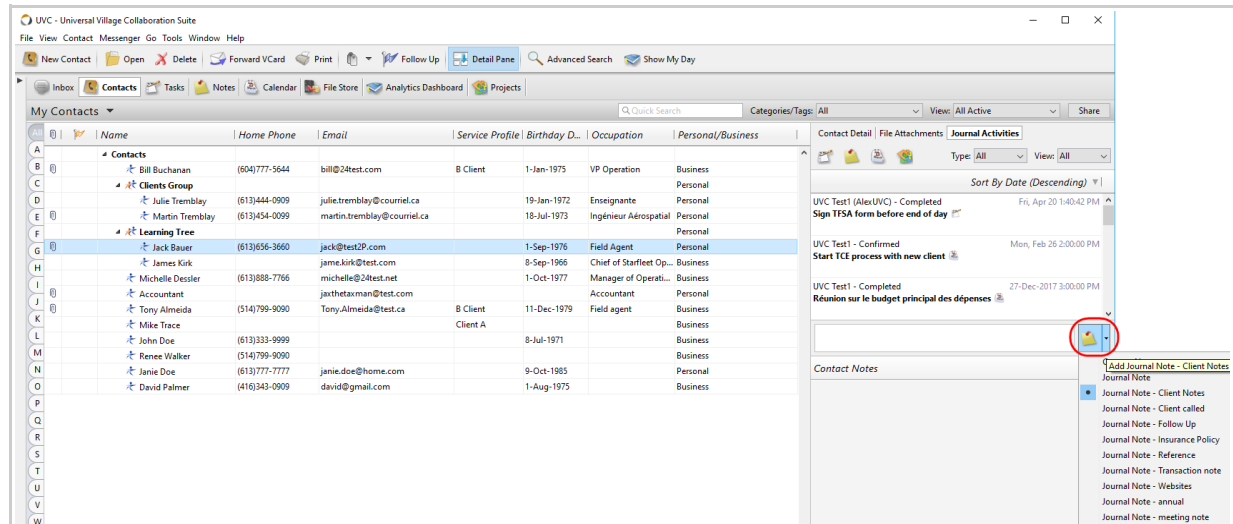 UVC - Universal Village Collaboration Suite
File View Contact Messenger Go Tools Window Help
New Contact Open Delete Forward VCard Print Follow Up Detail Pane Advanced Search Show My Day
Inbox Contacts Tasks Notes Calendar File Store Analytics Dashboard Projects
My Contacts Quick Search Categories/Tags: All View: All Active Share
All Name Home Phone Email Service Profile Birthday D... Occupation Personal/Business
Contact Detail File Attachments Journal Activities
Type: All View: All
Sort By Date (Descending)
A
B
C
D
E
F
G
H
I
J
K
L
M
N
O
P
Q
R
S
T
U
V
W
Contacts
Bill Buchanan (604)777-5644 bill@24test.com B Client 1-Jan-1975 VP Operation Business
Clients Group Personal
Julie Tremblay (613)444-0909 julie.tremblay@courriel.ca 19-Jan-1972 Enseignante Personal
Martin Tremblay (613)454-0099 martin.tremblay@courriel.ca 18-Jul-1973 Ingénieur Aérospatial Personal
Learning Tree Personal
Jack Bauer (613)656-3660 jack@test2P.com 1-Sep-1976 Field Agent Business
James Kirk jame.kirk@test.com 8-Sep-1966 Chief of Starfleet Op... Business
Michelle Dessler (613)888-7766 michelle@24test.net 1-Oct-1977 Manager of Operati... Business
Accountant jaxthetaxman@test.com Accountant Personal
Tony Almeida (514)799-9090 Tony.Almeida@test.ca B Client 11-Dec-1979 Field agent Business
Mike Trace Client A Business
John Doe (613)333-9999 8-Jul-1971 Business
Renee Walker (514)799-9090 Business
Janie Doe (613)777-7777 janie.doe@home.com 9-Oct-1985 Personal
David Palmer (416)343-0909 david@gmail.com 1-Aug-1975 Business
UVC Test1 (AlexUVC) - Completed Fri, Apr 20 1:40:42 PM
Sign TFSA form before end of day
UVC Test1 - Confirmed Mon, Feb 26 2:00:00 PM
Start TCE process with new client
UVC Test1 - Completed 27-Dec-2017 3:00:00 PM
Réunion sur le budget principal des dépenses
Contact Notes
Add Journal Note - Client Notes
Journal Note
Journal Note - Client Notes
Journal Note - Client called
Journal Note - Follow Up
Journal Note - Insurance Policy
Journal Note - Reference
Journal Note - Transaction note
Journal Note - Websites
Journal Note - annual
Journal Note - meeting note